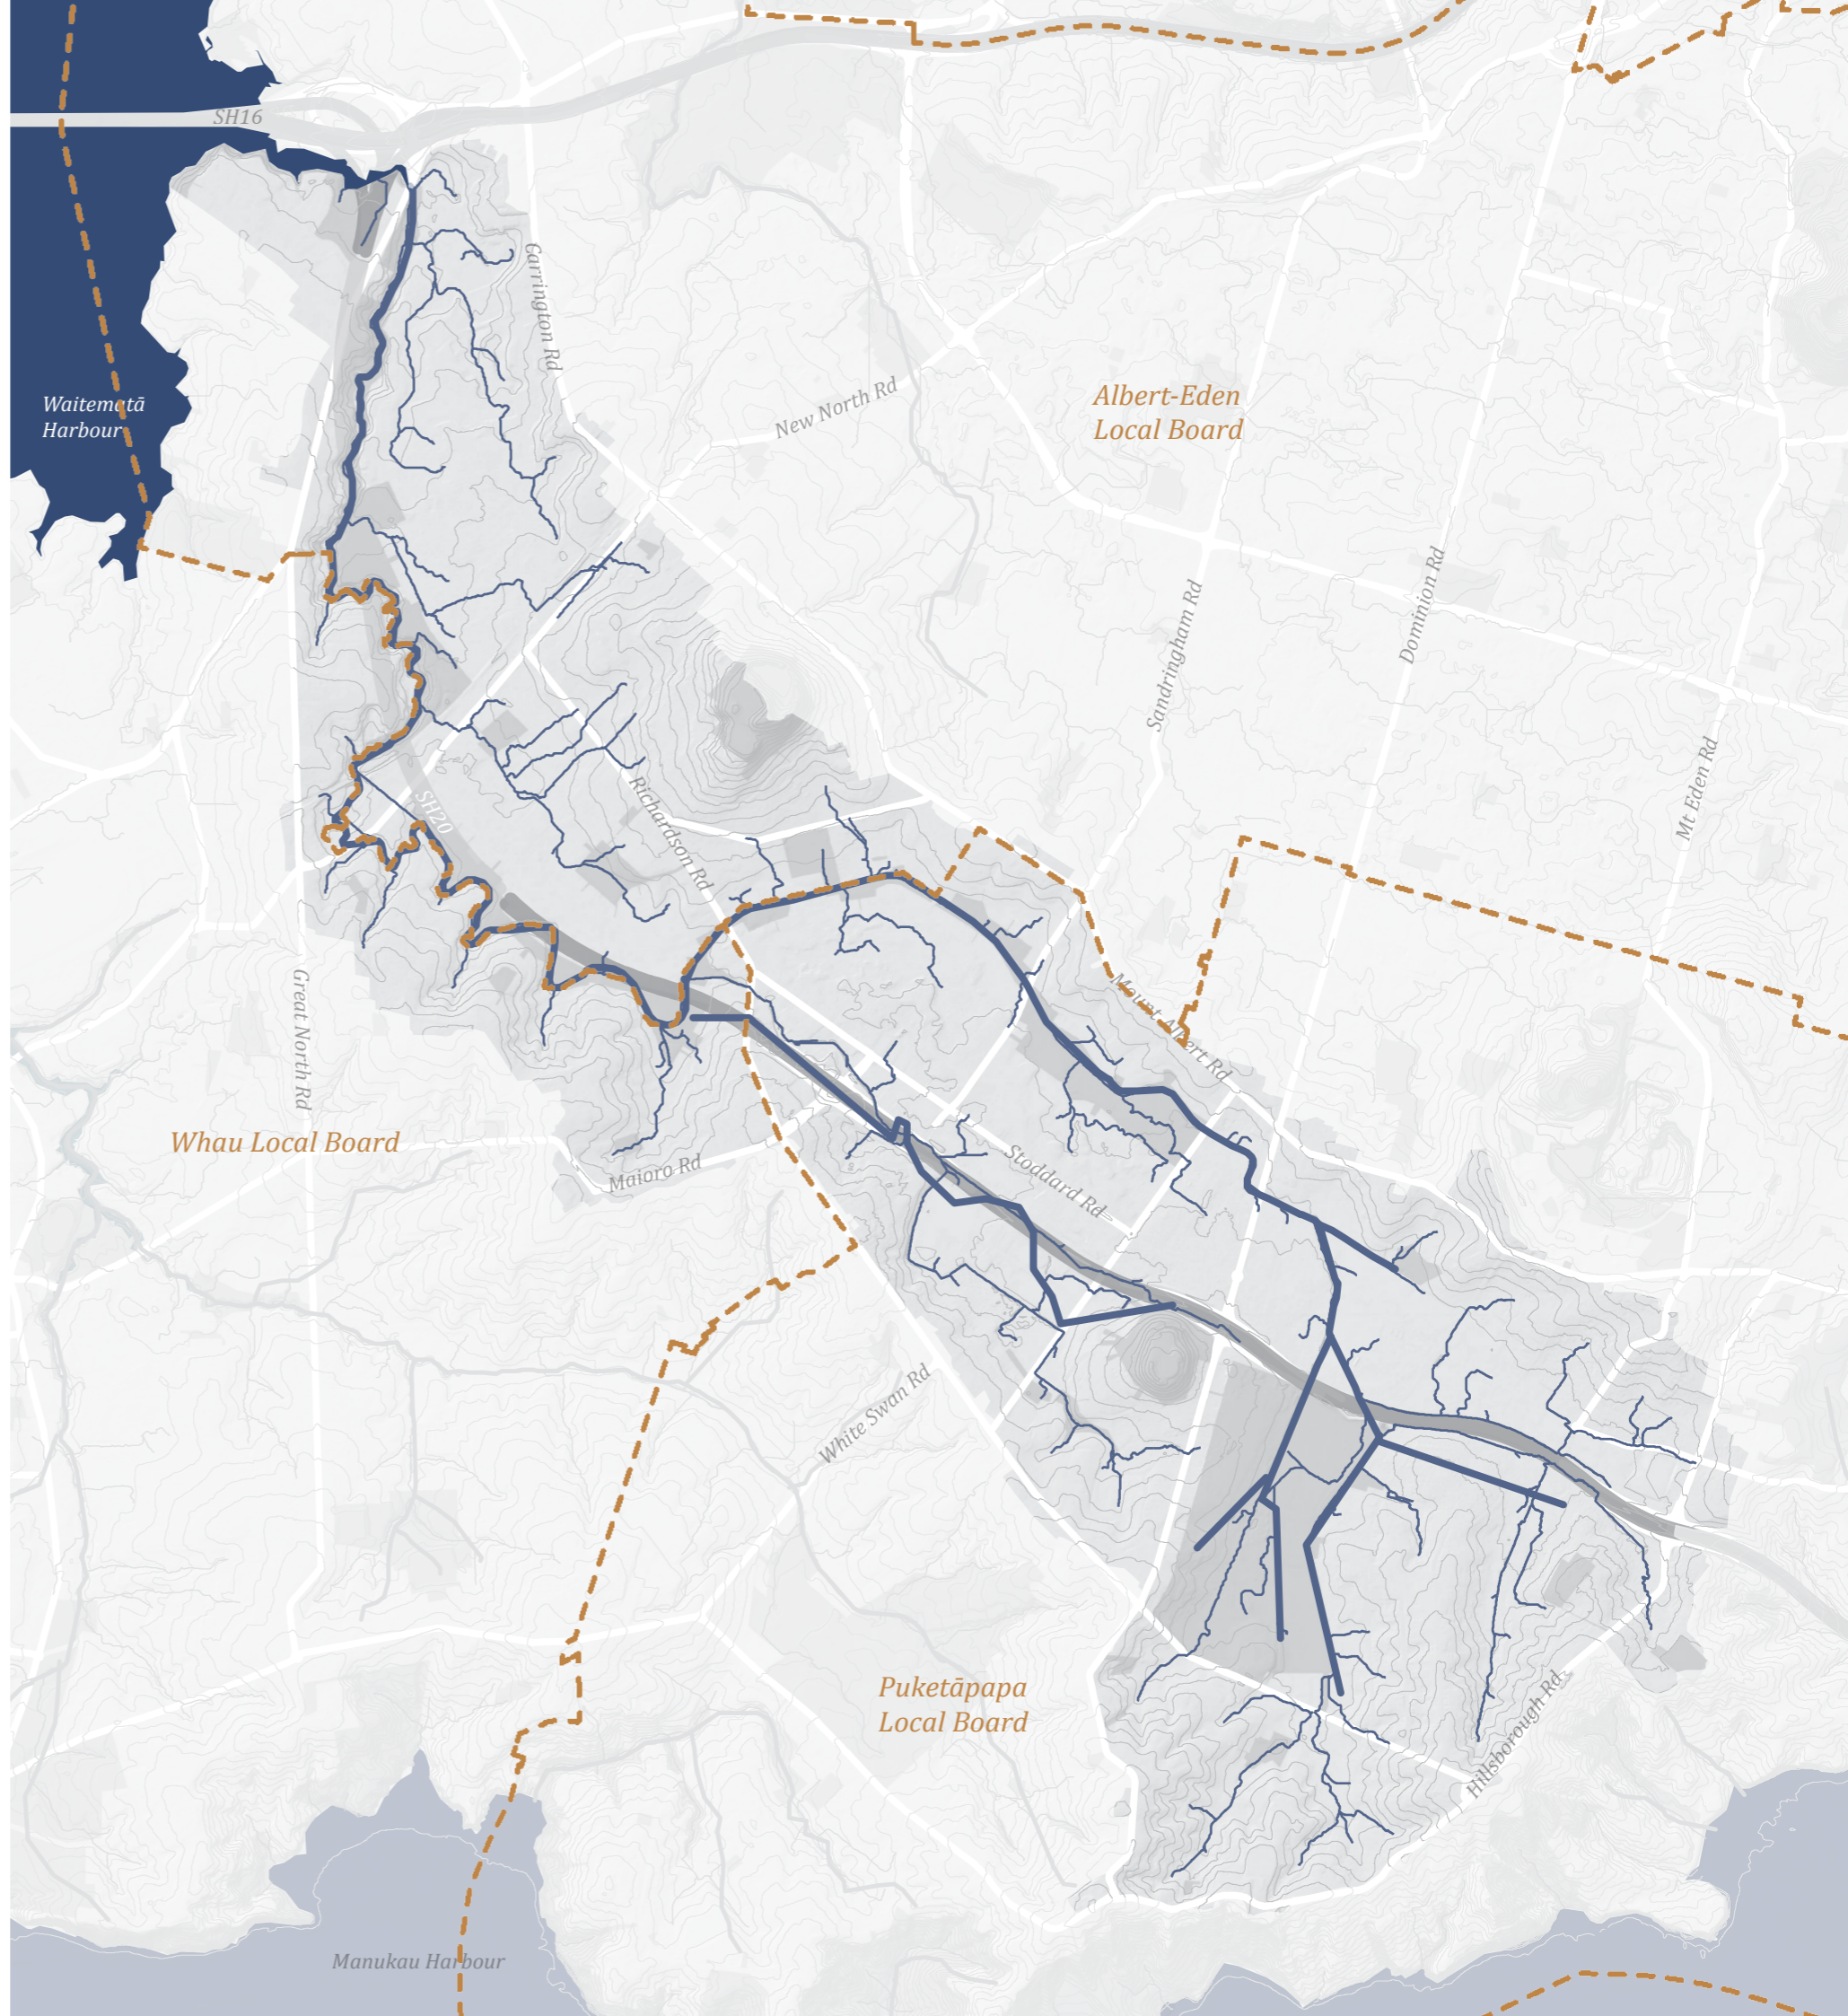 SH16
Carrington Rd
Waitematā
Harbour
New North Rd
Albert-Eden
Local Board
Dominion Rd
Sandringham Rd
Mt Eden Rd
SH20
Richardson Rd
Great North Rd
Mount Albert Rd
Whau Local Board
Maioro Rd
Stoddard Rd
White Swan Rd
Puketāpapa
Local Board
Hillsborough Rd
Manukau Harbour